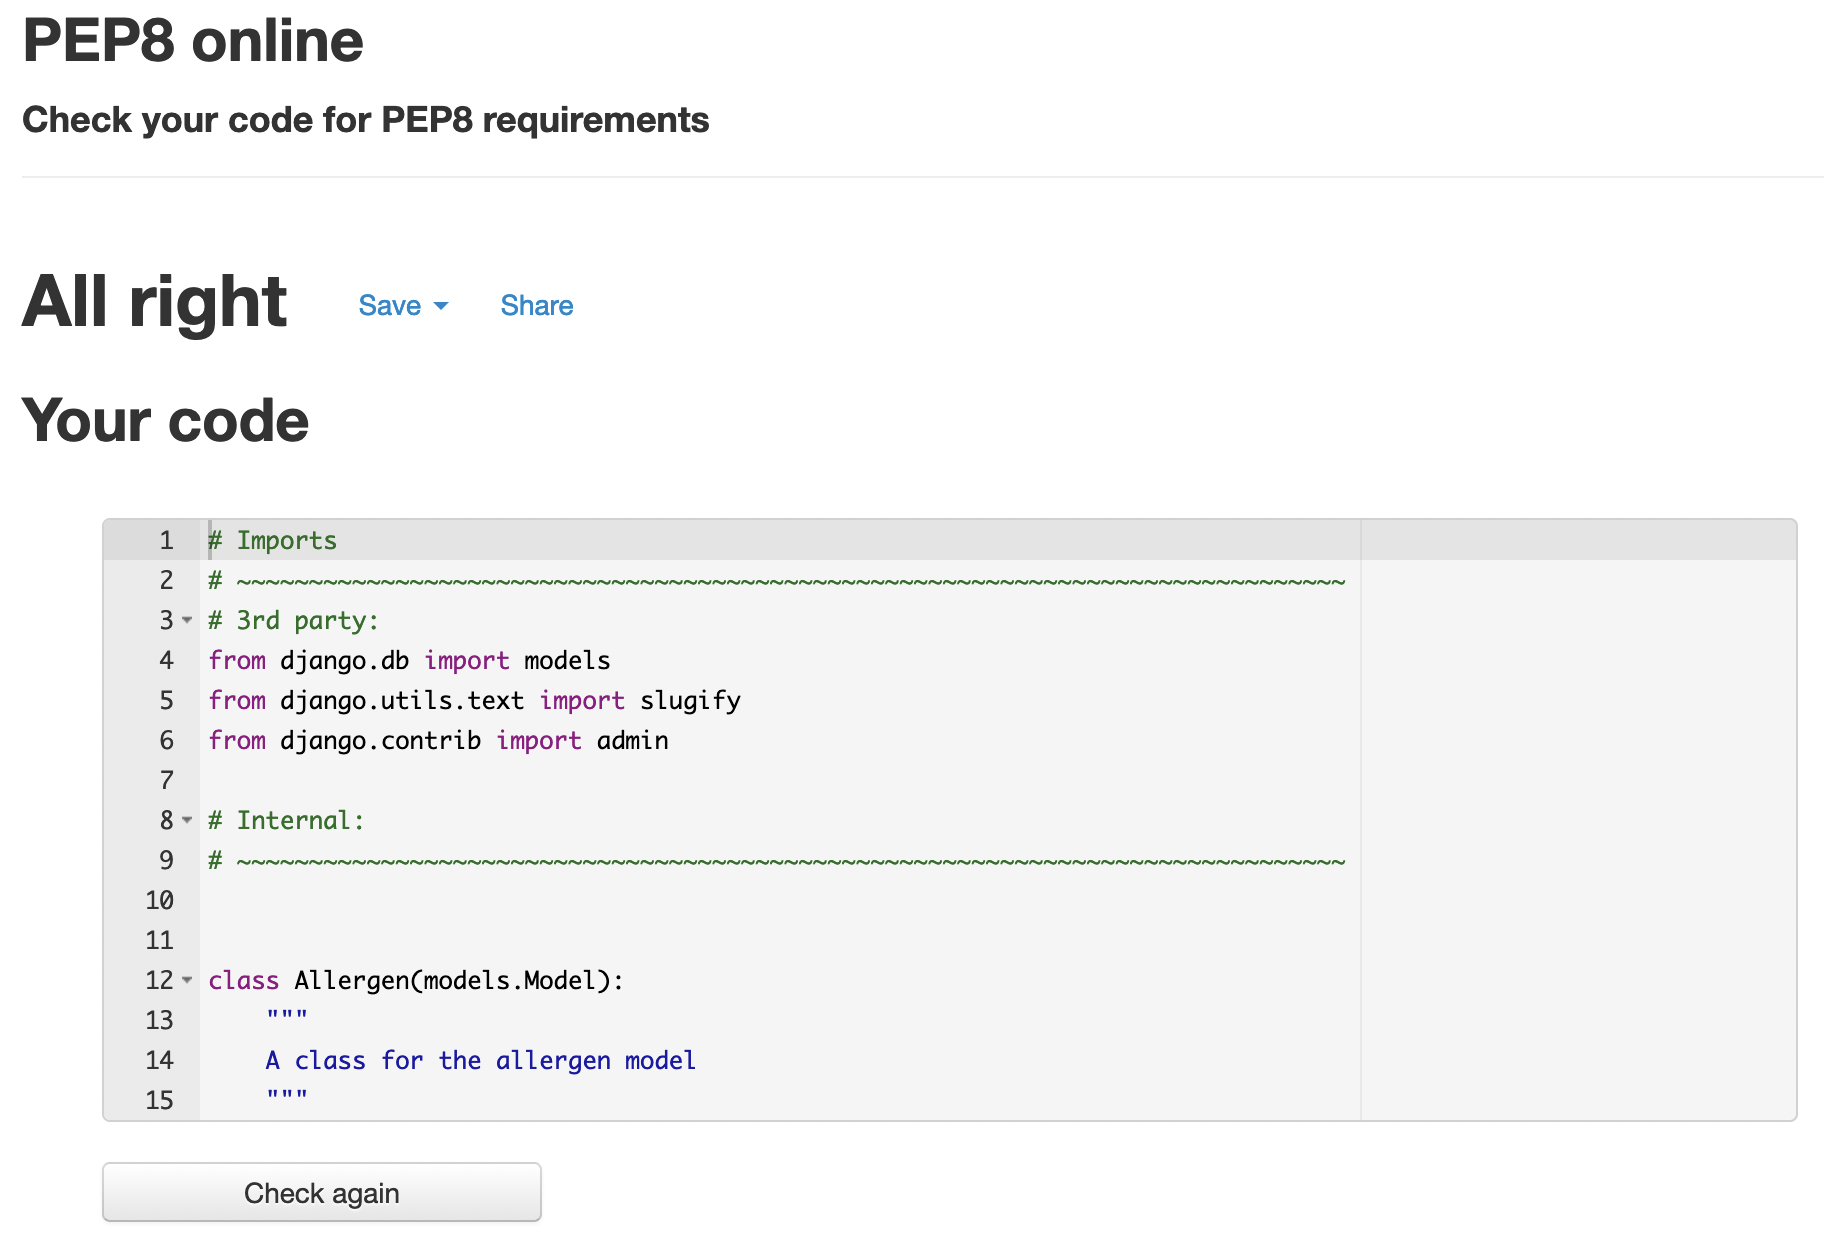 PEP8 online
Check your code for PEP8 requirements
All right Save Share
Your code
1 # Imports
2 # ~~~~~~~~~~~~~~~~~~~~~~~~~~~~~~~~~~~~~~~~~~~~~~~~~~~~~~~~~~~~~~~~~~~~~~~~~~~~~
3 # 3rd party:
4 from django.db import models
5 from django.utils.text import slugify
6 from django.contrib import admin
7
8 # Internal:
9 # ~~~~~~~~~~~~~~~~~~~~~~~~~~~~~~~~~~~~~~~~~~~~~~~~~~~~~~~~~~~~~~~~~~~~~~~~~~~~~
10
11
12 class Allergen(models.Model):
13     """
14     A class for the allergen model
15     """
Check again